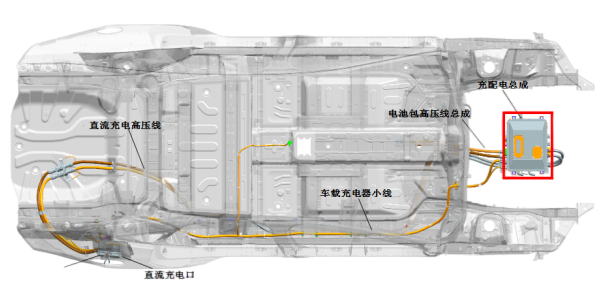 充配电总成
电池包高压线总成
直流充电高压线
车载充电器小线
直流充电口